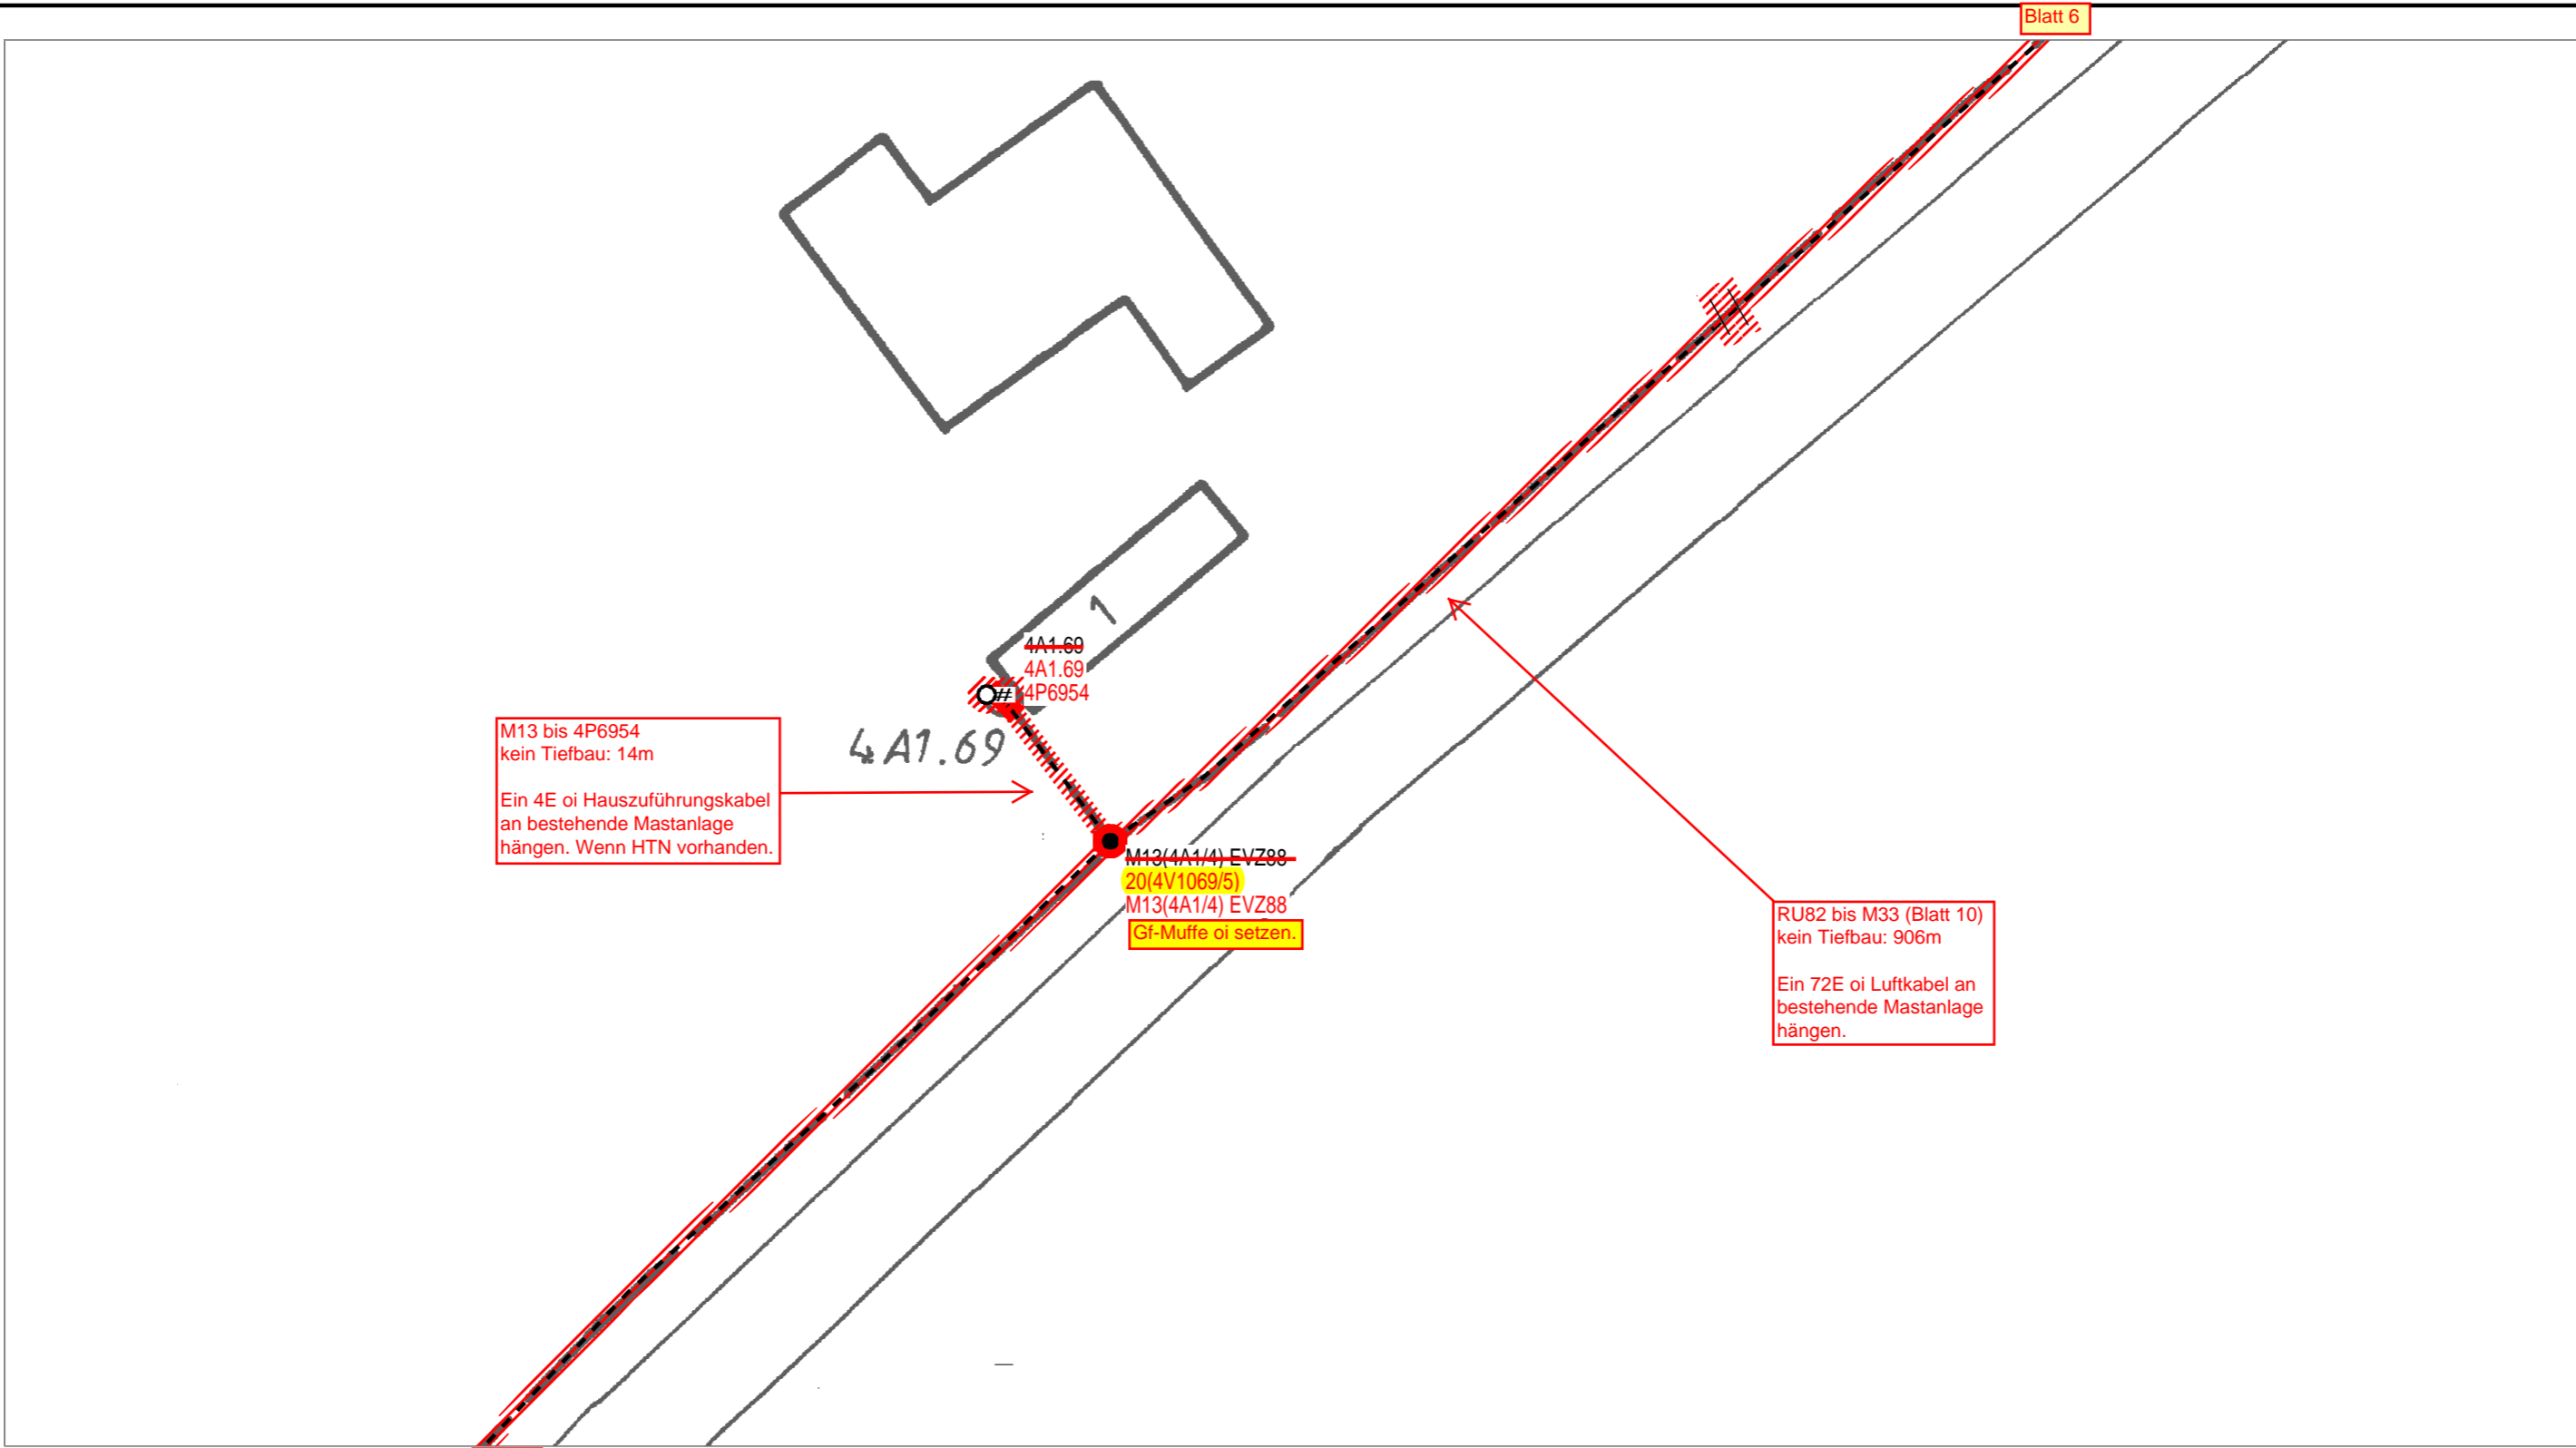 Blatt 6
1
4A1.69
4A1.69
4P6954
#
4A1.69
M13 bis 4P6954
kein Tiefbau: 14m
Ein 4E oi Hauszuführungskabel
an bestehende Mastanlage
hängen. Wenn HTN vorhanden.
M13(4A1/4) EVZ88
20(4V1069/5)
M13(4A1/4) EVZ88
Gf-Muffe oi setzen.
RU82 bis M33 (Blatt 10)
kein Tiefbau: 906m
Ein 72E oi Luftkabel an
bestehende Mastanlage
hängen.